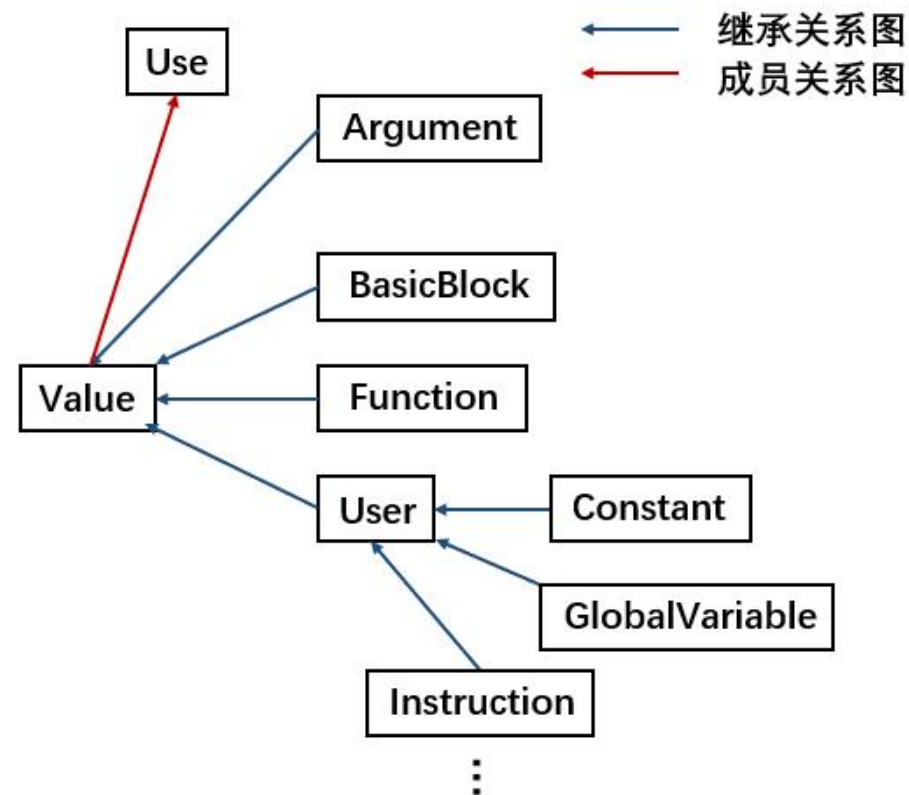 继承关系图
成员关系图
Use
Argument
BasicBlock
Value
Function
User
Constant
GlobalVariable
Instruction
⋮